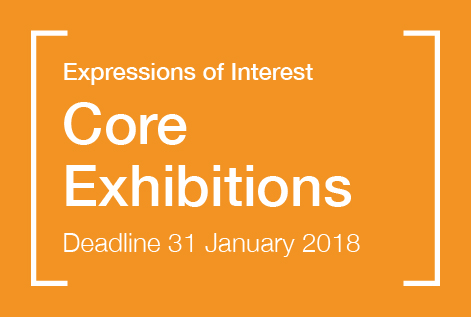 Expressions of Interest
Core
Exhibitions
Deadline 31 January 2018